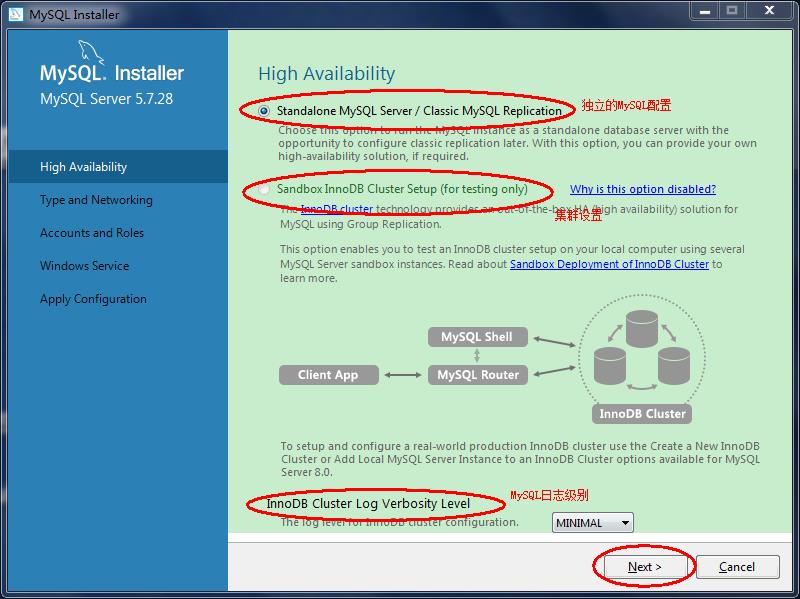 MySQL Installer
MySQL. Installer
MySQL Server 5.7.28
High Availability
Type and Networking
Accounts and Roles
Windows Service
Apply Configuration
High Availability
Standalone MySQL Server / Classic MySQL Replication
独立的MySQL配置
Choose this option to run the MySQL instance as a standalone database server with the
opportunity to configure classic replication later. With this option, you can provide your own
high-availability solution, if required.
Sandbox InnoDB Cluster Setup (for testing only)
Why is this option disabled?
The InnoDB cluster technology provides an out-of-the-box HA (high availability) solution for
集群设置
MySQL using Group Replication.
This option enables you to test an InnoDB cluster setup on your local computer using several
MySQL Server sandbox instances. Read about Sandbox Deployment of InnoDB Cluster to
learn more.
MySQL Shell
Client App
MySQL Router
InnoDB Cluster
To setup and configure a real-world production InnoDB cluster use the Create a New InnoDB
Cluster or Add Local MySQL Server Instance to an InnoDB Cluster options available for MySQL
Server 8.0.
MySQL日志级别
InnoDB Cluster Log Verbosity Level
The log level for InnoDB cluster configuration.
MINIMAL
Next >
Cancel